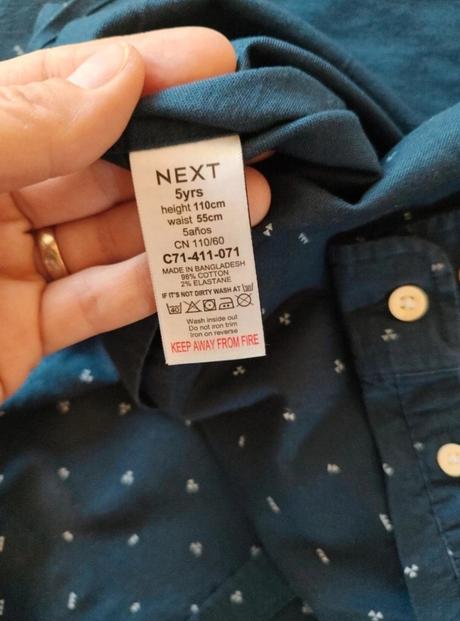 NEXT
5yrs
height 110cm
waist 55cm
5años
CN 110/60
C71-411-071
MADE IN BANGLADESH
98% COTTON
2% ELASTANE
IF IT'S NOT DIRTY WASH AT
Wash inside out
Do not iron trim
Iron on reverse
KEEP AWAY FROM FIRE